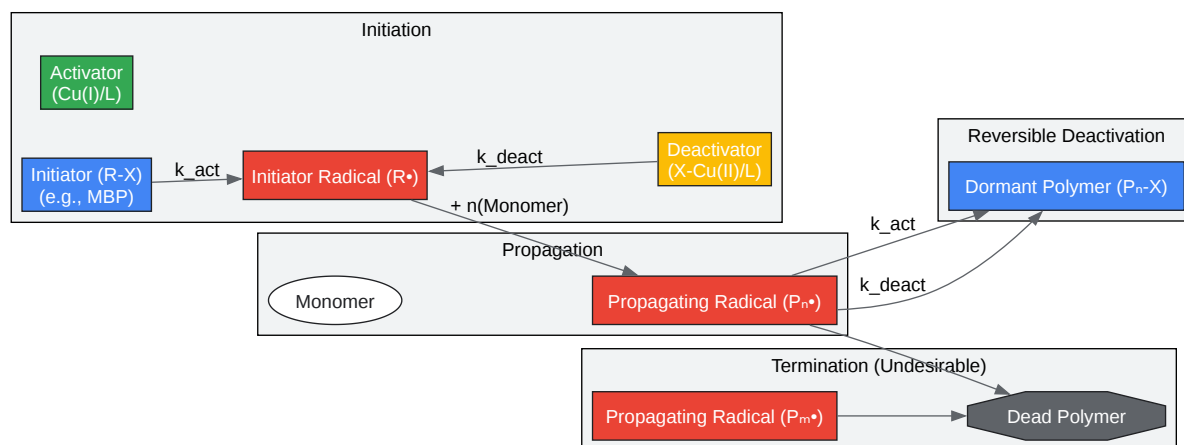 Initiation
Activator
(Cu(I)/L)
Initiator (R-X)
(e.g., MBP)
k_act
Initiator Radical (R•)
k_deact
Deactivator
(X-Cu(II)/L)
+ n(Monomer)
Reversible Deactivation
Dormant Polymer (Pₙ-X)
k_act
k_deact
Propagation
Monomer
Propagating Radical (Pₙ•)
Termination (Undesirable)
Propagating Radical (Pₘ•)
Dead Polymer